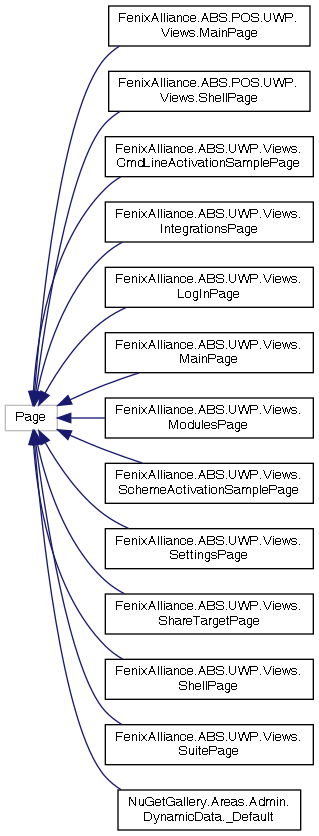 FenixAlliance.ABS.POS.UWP.
Views.MainPage
FenixAlliance.ABS.POS.UWP.
Views.ShellPage
FenixAlliance.ABS.UWP.Views.
CmdLineActivationSamplePage
FenixAlliance.ABS.UWP.Views.
IntegrationsPage
FenixAlliance.ABS.UWP.Views.
LogInPage
FenixAlliance.ABS.UWP.Views.
MainPage
Page
FenixAlliance.ABS.UWP.Views.
ModulesPage
FenixAlliance.ABS.UWP.Views.
SchemeActivationSamplePage
FenixAlliance.ABS.UWP.Views.
SettingsPage
FenixAlliance.ABS.UWP.Views.
ShareTargetPage
FenixAlliance.ABS.UWP.Views.
ShellPage
FenixAlliance.ABS.UWP.Views.
SuitePage
NuGetGallery.Areas.Admin.
DynamicData._Default